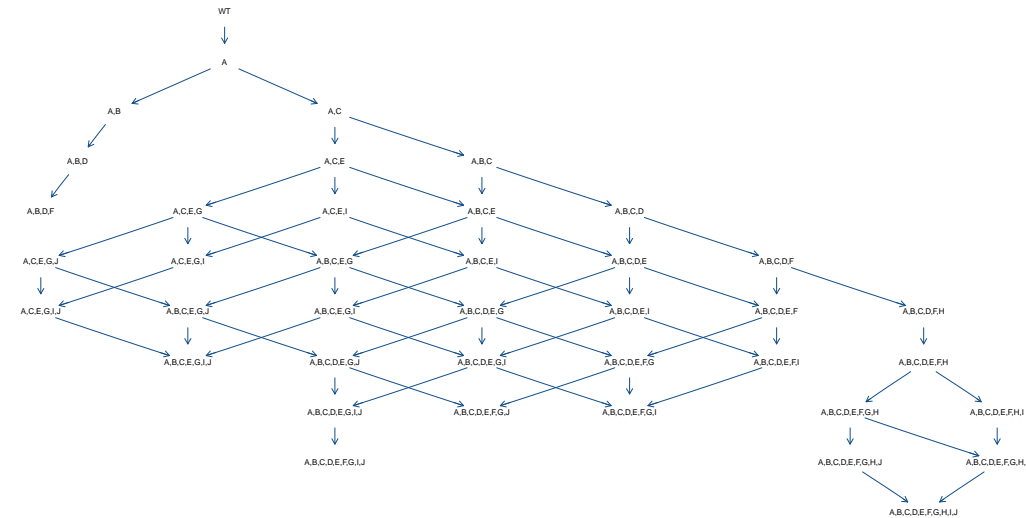 WT
A
A,B
A,C
A,B,D
A,C,E
A,B,C
A,B,D,F
A,C,E,G
A,C,E,I
A,B,C,E
A,B,C,D
A,C,E,G,J
A,C,E,G,I
A,B,C,E,G
A,B,C,E,I
A,B,C,D,E
A,B,C,D,F
A,C,E,G,I,J
A,B,C,E,G,J
A,B,C,E,G,I
A,B,C,D,E,G
A,B,C,D,E,I
A,B,C,D,E,F
A,B,C,D,F,H
A,B,C,E,G,I,J
A,B,C,D,E,G,J
A,B,C,D,E,G,I
A,B,C,D,E,F,G
A,B,C,D,E,F,I
A,B,C,D,E,F,H
A,B,C,D,E,G,I,J
A,B,C,D,E,F,G,J
A,B,C,D,E,F,G,I
A,B,C,D,E,F,G,H
A,B,C,D,E,F,H,I
A,B,C,D,E,F,G,I,J
A,B,C,D,E,F,G,H,J
A,B,C,D,E,F,G,H,
A,B,C,D,E,F,G,H,I,J